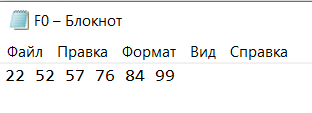 F0 – Блокнот
Файл Правка Формат Вид Справка
22 52 57 76 84 99